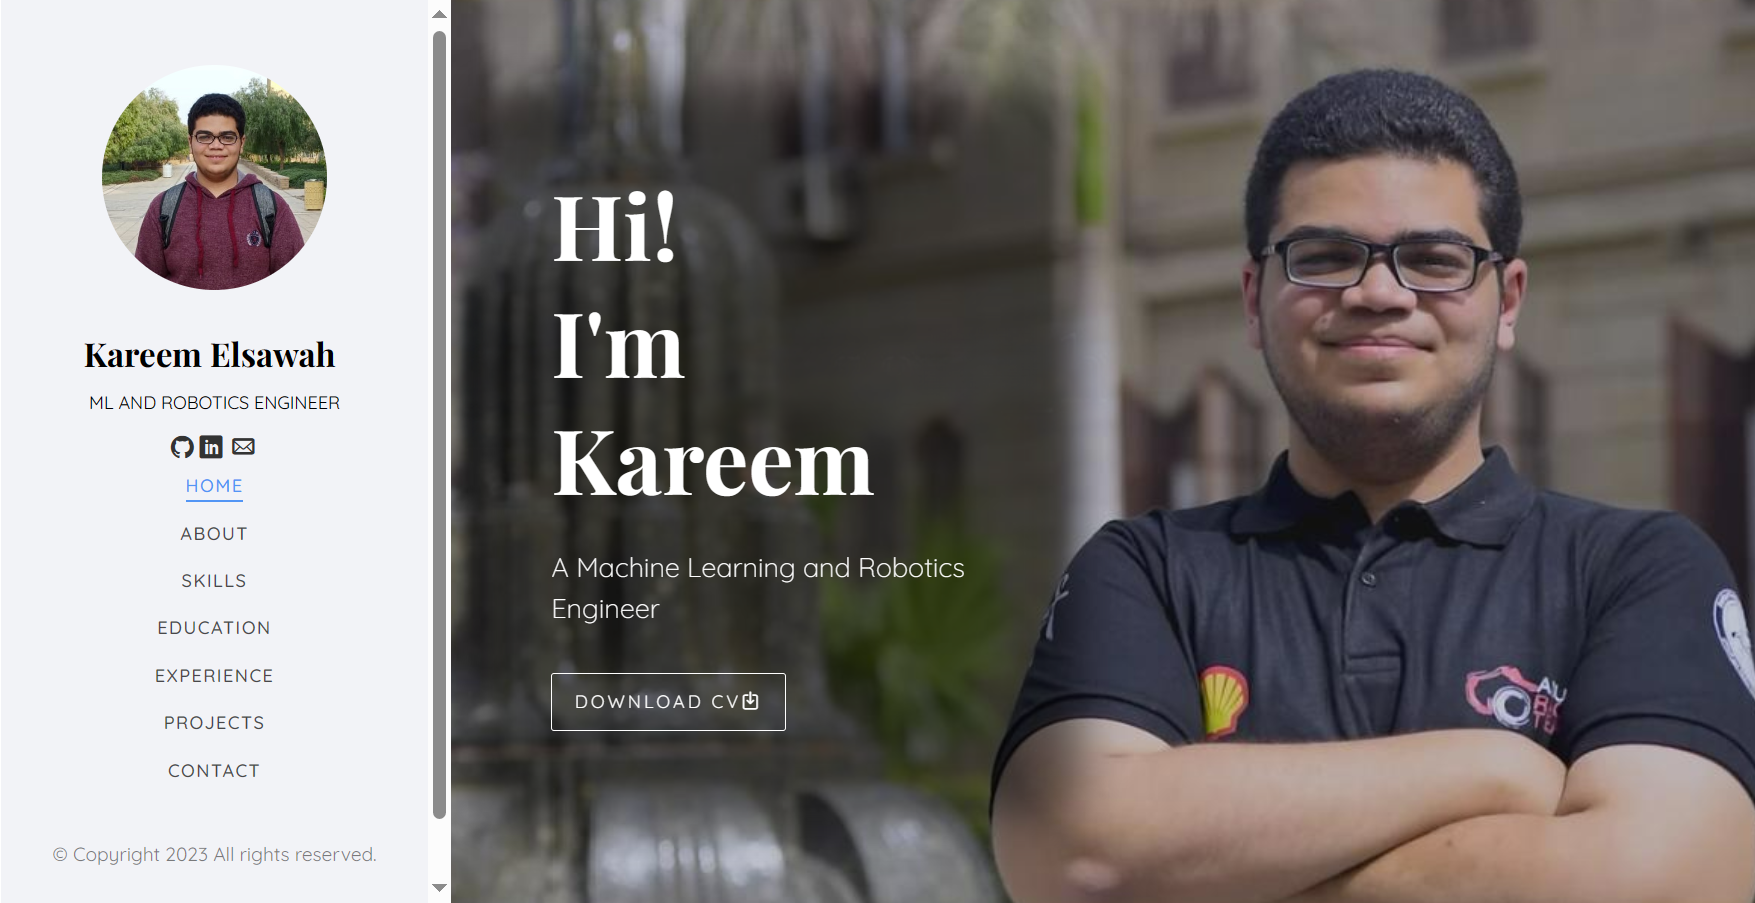 Kareem Elsawah
ML AND ROBOTICS ENGINEER
in
HOME
ABOUT
SKILLS
EDUCATION
EXPERIENCE
PROJECTS
CONTACT
© Copyright 2023 All rights reserved.
Hi!
I'm
Kareem
A Machine Learning and Robotics
Engineer
DOWNLOAD CV